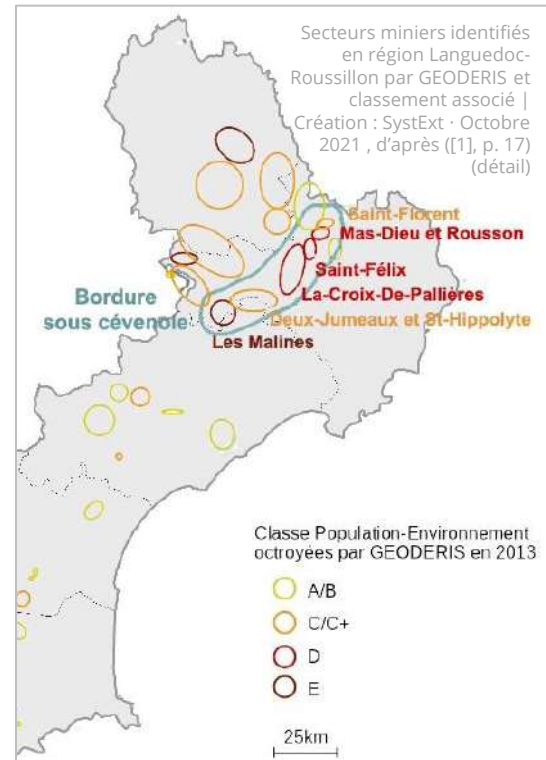 Secteurs miniers identifiés
en région Languedoc-
Roussillon par GEODERIS et
classement associé |
Création : SystExt · Octobre
2021 , d'après ([1], p. 17)
(détail)
Saint-Florent
Mas-Dieu et Rousson
Saint-Félix
La-Croix-De-Pallières
Bordure
sous cévenole
Deux-Jumeaux et St-Hippolyte
Les Malines
Classe Population-Environnement
octroyées par GEODERIS en 2013
A/B
C/C+
D
E
25km